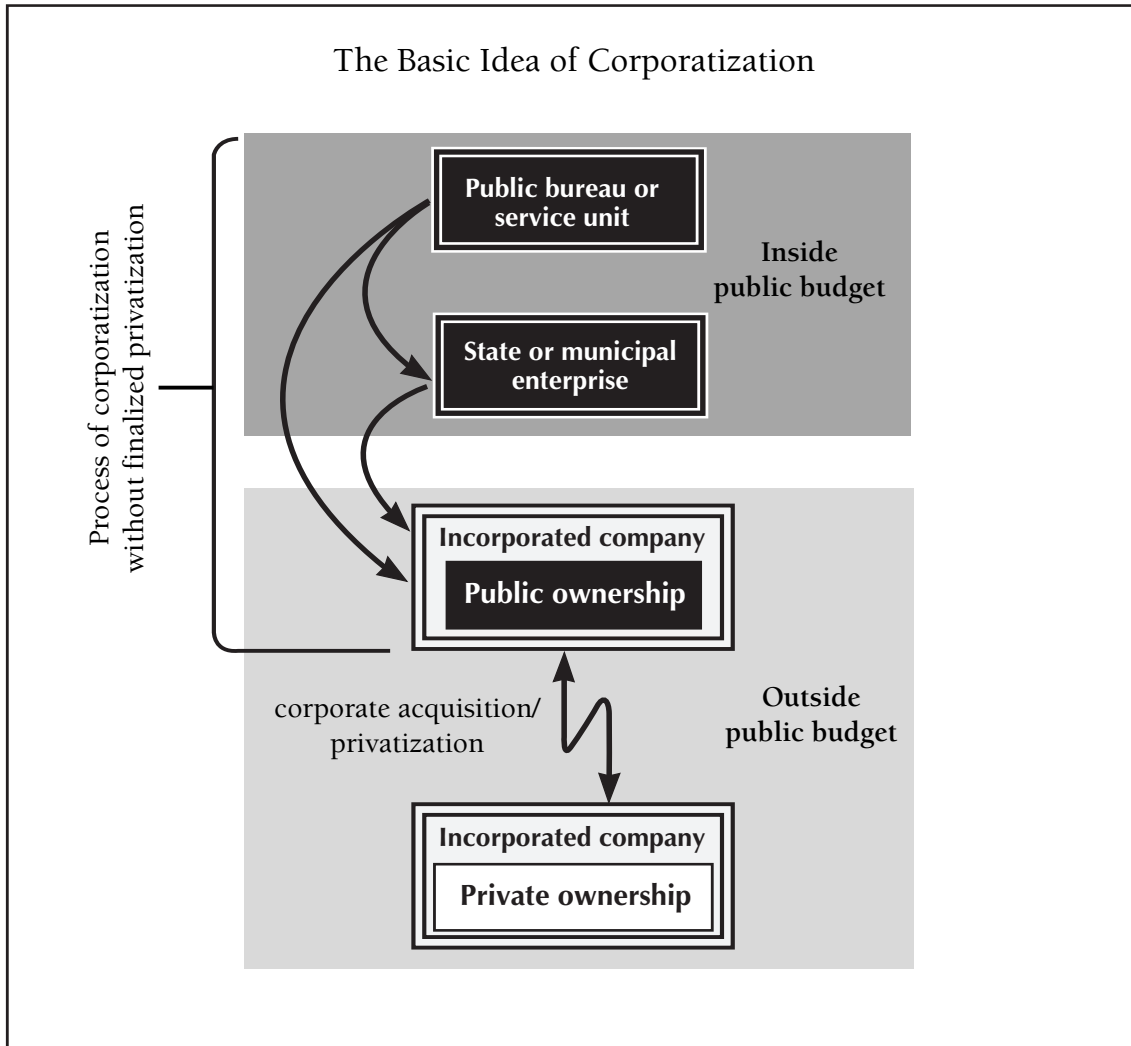 The Basic Idea of Corporatization
Public bureau or
service unit
Inside
public budget
State or municipal
enterprise
Process of corporatization
without finalized privatization
Incorporated company
Public ownership
corporate acquisition/
privatization
Outside
public budget
Incorporated company
Private ownership